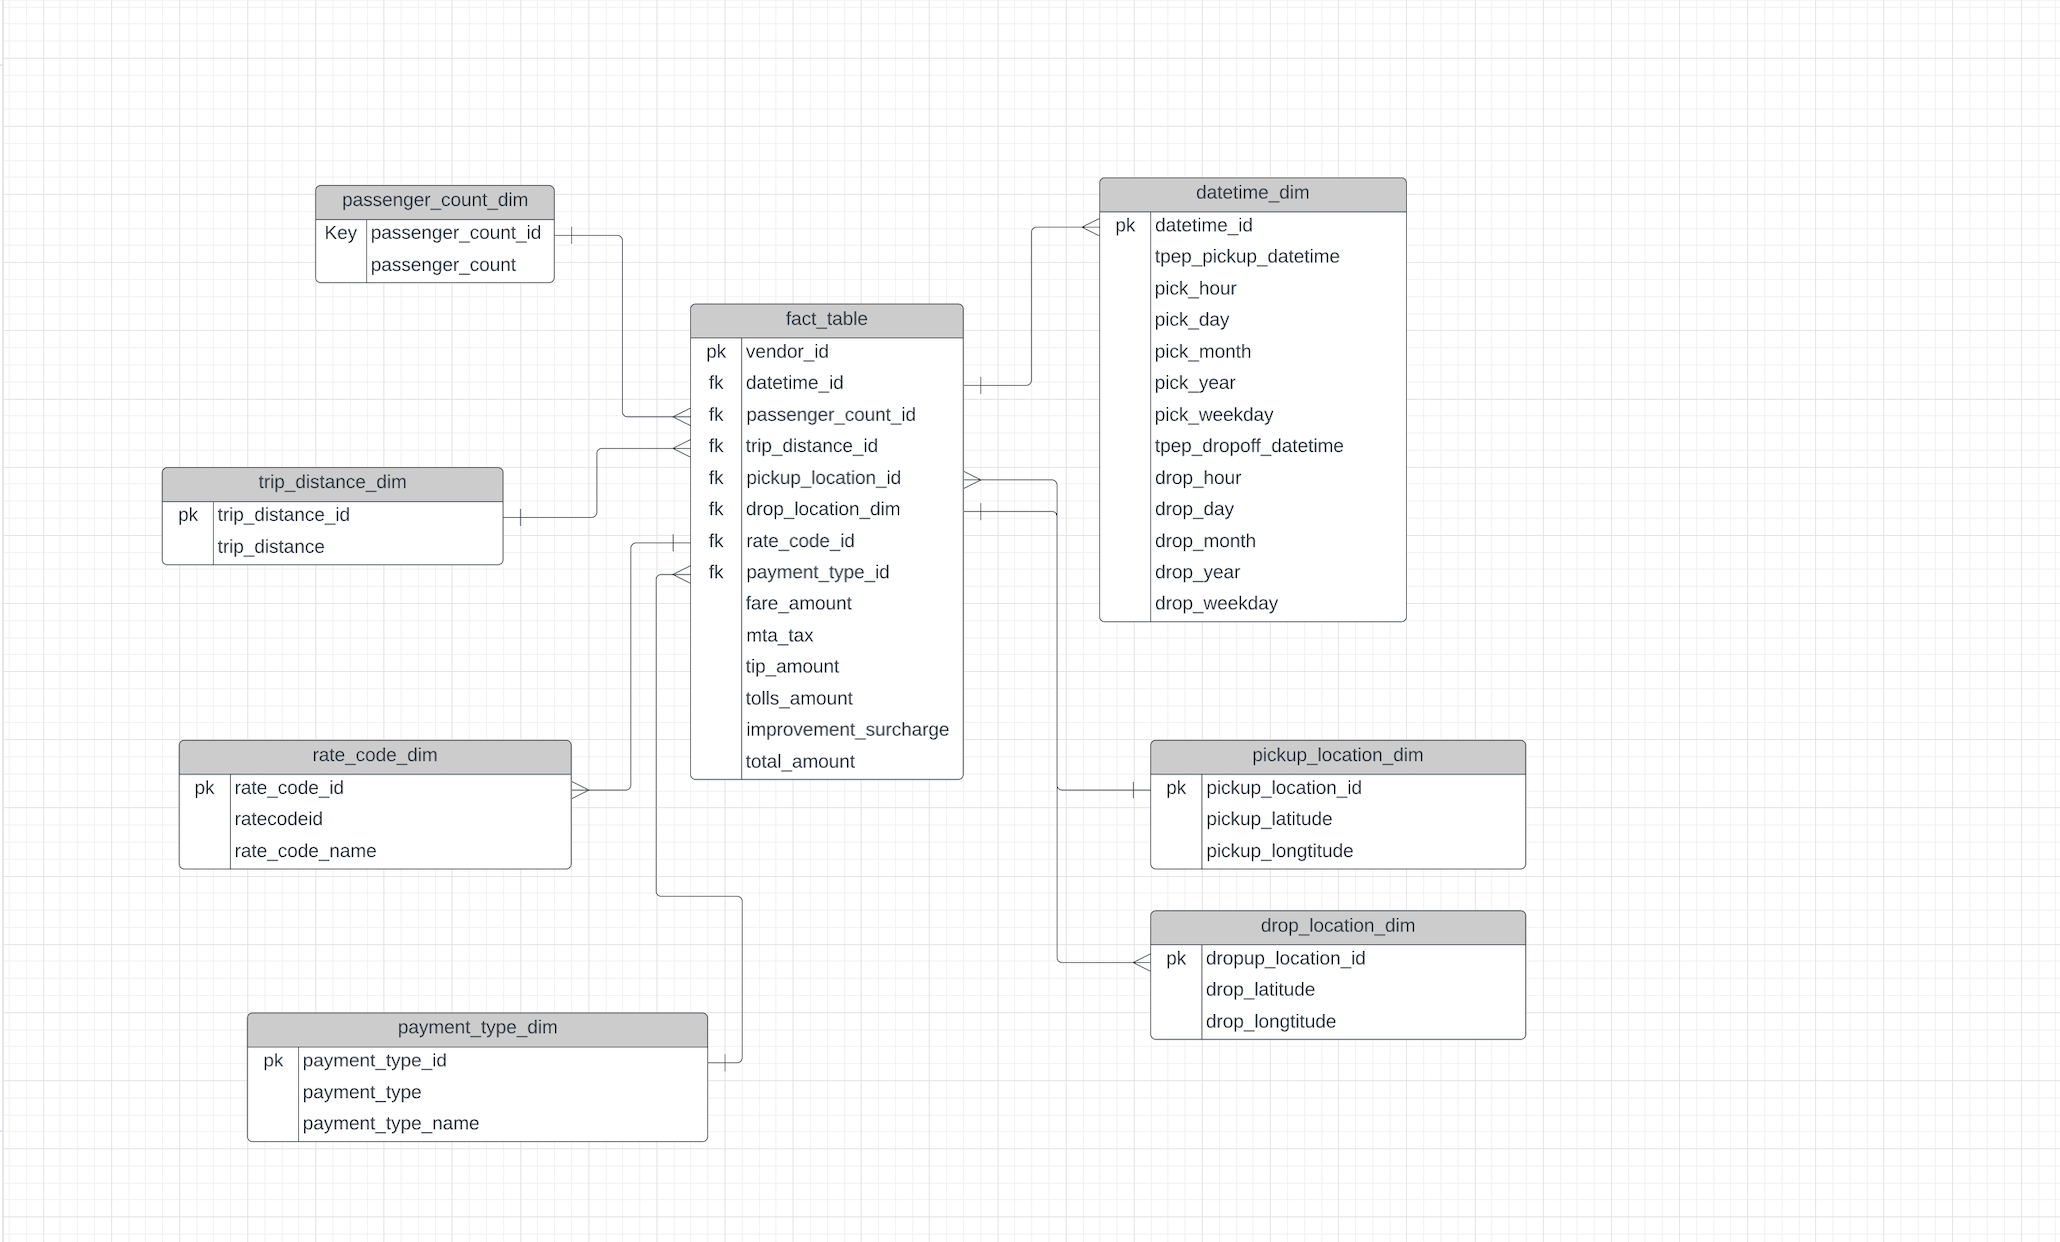 passenger_count_dim
Key passenger_count_id
passenger_count
datetime_dim
pk datetime_id
tpep_pickup_datetime
pick_hour
pick_day
pick_month
pick_year
pick_weekday
tpep_dropoff_datetime
drop_hour
drop_day
drop_month
drop_year
drop_weekday
fact_table
pk vendor_id
fk datetime_id
fk passenger_count_id
fk trip_distance_id
fk pickup_location_id
fk drop_location_dim
fk rate_code_id
fk payment_type_id
fare_amount
mta_tax
tip_amount
tolls_amount
improvement_surcharge
total_amount
trip_distance_dim
pk trip_distance_id
trip_distance
rate_code_dim
pk rate_code_id
ratecodeid
rate_code_name
pickup_location_dim
pk pickup_location_id
pickup_latitude
pickup_longtitude
drop_location_dim
pk dropup_location_id
drop_latitude
drop_longtitude
payment_type_dim
pk payment_type_id
payment_type
payment_type_name